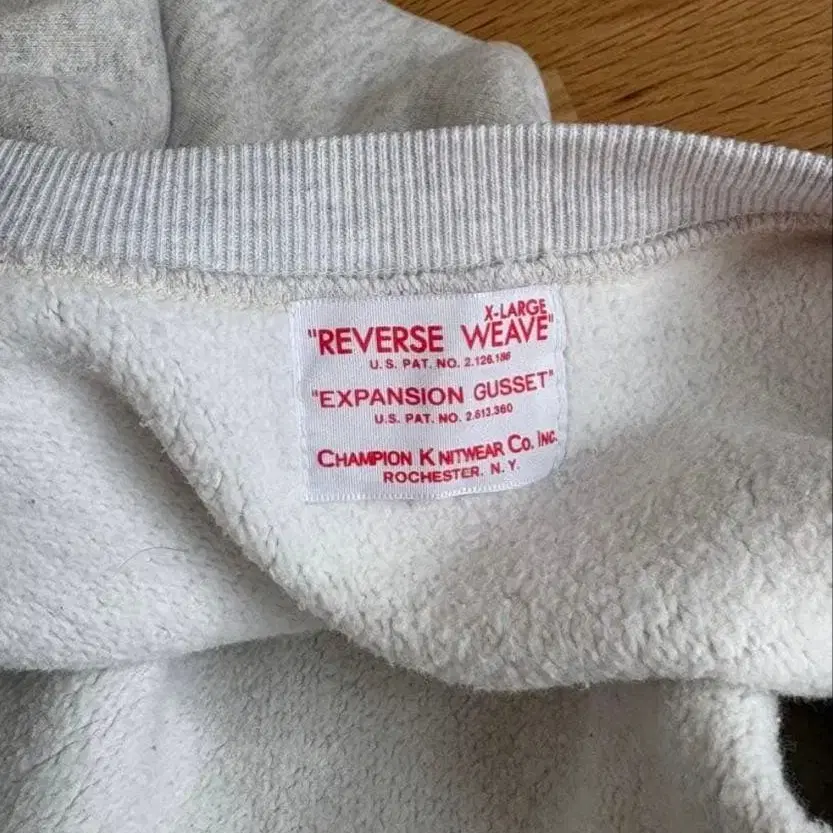 X-LARGE
"REVERSE WEAVE"
U.S. PAT. NO. 2.126.186
"EXPANSION GUSSET"
U.S. PAT. NO. 2.613.360
CHAMPION KNITWEAR CO. INC.
ROCHESTER. N. Y.